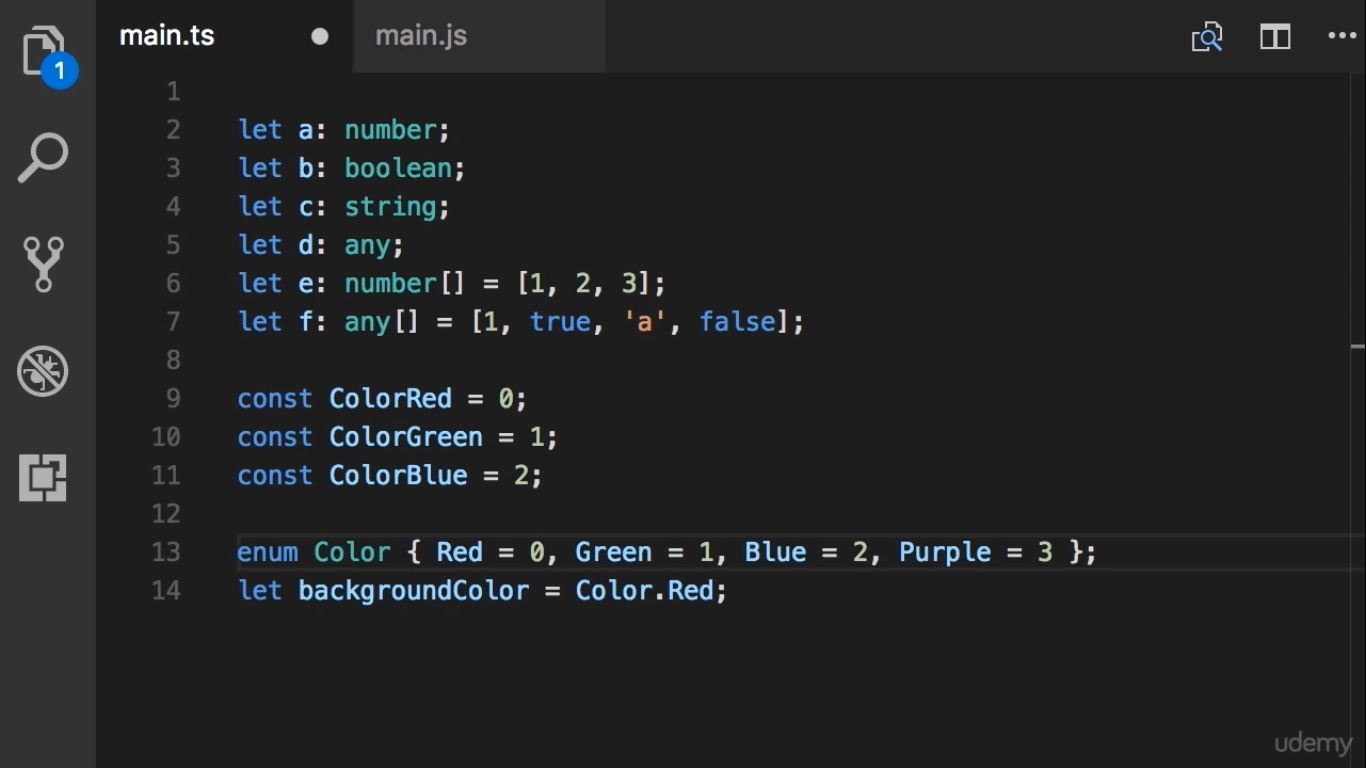 main.ts
main.js
1
1
2 let a: number;
3 let b: boolean;
4 let c: string;
5 let d: any;
6 let e: number[] = [1, 2, 3];
7 let f: any[] = [1, true, 'a', false];
8
9 const ColorRed = 0;
10 const ColorGreen = 1;
11 const ColorBlue = 2;
12
13 enum Color { Red = 0, Green = 1, Blue = 2, Purple = 3 };
14 let backgroundColor = Color.Red;
udemy